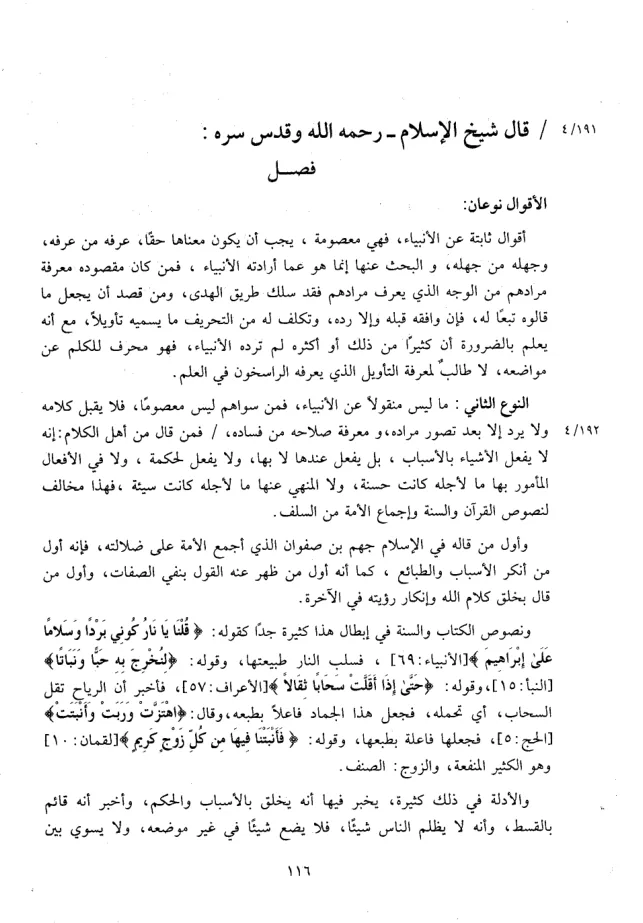 ٤/١٩١ / قال شيخ الإسلام ـ رحمه الله وقدس سره :
فصـــل
الأقوال نوعان:
أقوال ثابتة عن الأنبياء، فهي معصومة ، يجب أن يكون معناها حقًا، عرفه من عرفه،
وجهله من جهله، و البحث عنها إنما هو عما أرادته الأنبياء ، فمن كان مقصوده معرفة
مرادهم من الوجه الذي يعرف مرادهم فقد سلك طريق الهدى، ومن قصد أن يجعل ما
قالوه تبعًا له، فإن وافقه قبله وإلا رده، وتكلف له من التحريف ما يسميه تأويلاً، مع أنه
يعلم بالضرورة أن كثيرًا من ذلك أو أكثره لم ترده الأنبياء، فهو محرف للكلم عن
مواضعه، لا طالبٌ لمعرفة التأويل الذي يعرفه الراسخون في العلم.
النوع الثاني : ما ليس منقولاً عن الأنبياء، فمن سواهم ليس معصومًا، فلا يقبل كلامه
٤/١٩٢ ولا يرد إلا بعد تصور مراده، و معرفة صلاحه من فساده، / فمن قال من أهل الكلام:إنه
لا يفعل الأشياء بالأسباب ، بل يفعل عندها لا بها، ولا يفعل لحكمة ، ولا في الأفعال
المأمور بها ما لأجله كانت حسنة، ولا المنهي عنها ما لأجله كانت سيئة ،فهذا مخالف
لنصوص القرآن والسنة وإجماع الأمة من السلف.
وأول من قاله في الإسلام جهم بن صفوان الذي أجمع الأمة على ضلالته، فإنه أول
من أنكر الأسباب والطبائع ، كما أنه أول من ظهر عنه القول بنفي الصفات، وأول من
قال بخلق كلام الله وإنكار رؤيته في الآخرة.
ونصوص الكتاب والسنة في إبطال هذا كثيرة جدًا كقوله: ﴿ قُلْنَا يَا نَارُ كُونِي بَرْدًا وَسَلَامًا
عَلَىٰ إِبْرَاهِيمَ ﴾[الأنبياء:٦٩] ، فسلب النار طبيعتها، وقوله: ﴿لِنُخْرِجَ بِهِ حَبًّا وَنَبَاتًا﴾
[النبأ:١٥]،وقوله: ﴿حَتَّىٰ إِذَا أَقَلَّتْ سَحَابًا ثِقَالاً ﴾[الأعراف:٥٧]، فأخبر أن الرياح تقل
السحاب، أي تحمله، فجعل هذا الجماد فاعلاً بطبعه،وقال: ﴿اهْتَزَّتْ وَرَبَتْ وَأَنْبَتَتْ﴾
[الحج:٥]، فجعلها فاعلة بطبعها، وقوله: ﴿ فَأَنْبَتْنَا فِيهَا مِن كُلِّ زَوْجٍ كَرِيمٍ ﴾[لقمان:١٠]
وهو الكثير المنفعة، والزوج: الصنف.
والأدلة في ذلك كثيرة، يخبر فيها أنه يخلق بالأسباب والحكم، وأخبر أنه قائم
بالقسط، وأنه لا يظلم الناس شيئًا، فلا يضع شيئًا في غير موضعه، ولا يسوي بين
١١٦